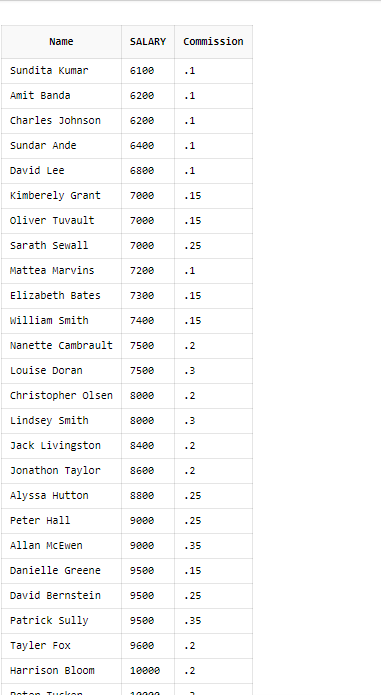 Name SALARY Commission
Sundita Kumar 6100 .1
Amit Banda 6200 .1
Charles Johnson 6200 .1
Sundar Ande 6400 .1
David Lee 6800 .1
Kimberely Grant 7000 .15
Oliver Tuvault 7000 .15
Sarath Sewall 7000 .25
Mattea Marvins 7200 .1
Elizabeth Bates 7300 .15
William Smith 7400 .15
Nanette Cambrault 7500 .2
Louise Doran 7500 .3
Christopher Olsen 8000 .2
Lindsey Smith 8000 .3
Jack Livingston 8400 .2
Jonathon Taylor 8600 .2
Alyssa Hutton 8800 .25
Peter Hall 9000 .25
Allan McEwen 9000 .35
Danielle Greene 9500 .15
David Bernstein 9500 .25
Patrick Sully 9500 .35
Tayler Fox 9600 .2
Harrison Bloom 10000 .2
Peter Tucker 10000